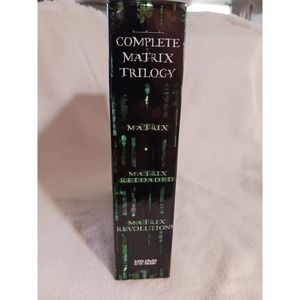 COMPLETE
MATRIX
TRILOGY
MATRIX
MATRIX
RELOADED
MATRIX
REVOLUTIONS
HD DVD